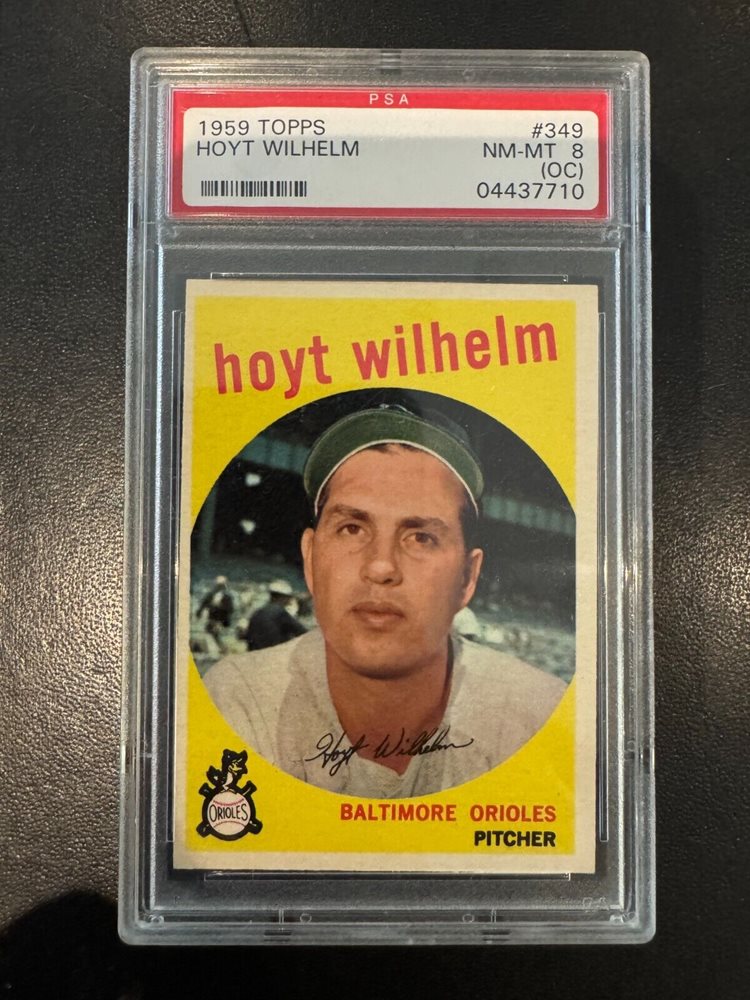 PSA
1959 TOPPS #349
HOYT WILHELM NM-MT 8
(OC)
04437710
hoyt wilhelm
Hoyt Wilhelm
ORIOLES
BALTIMORE ORIOLES
PITCHER